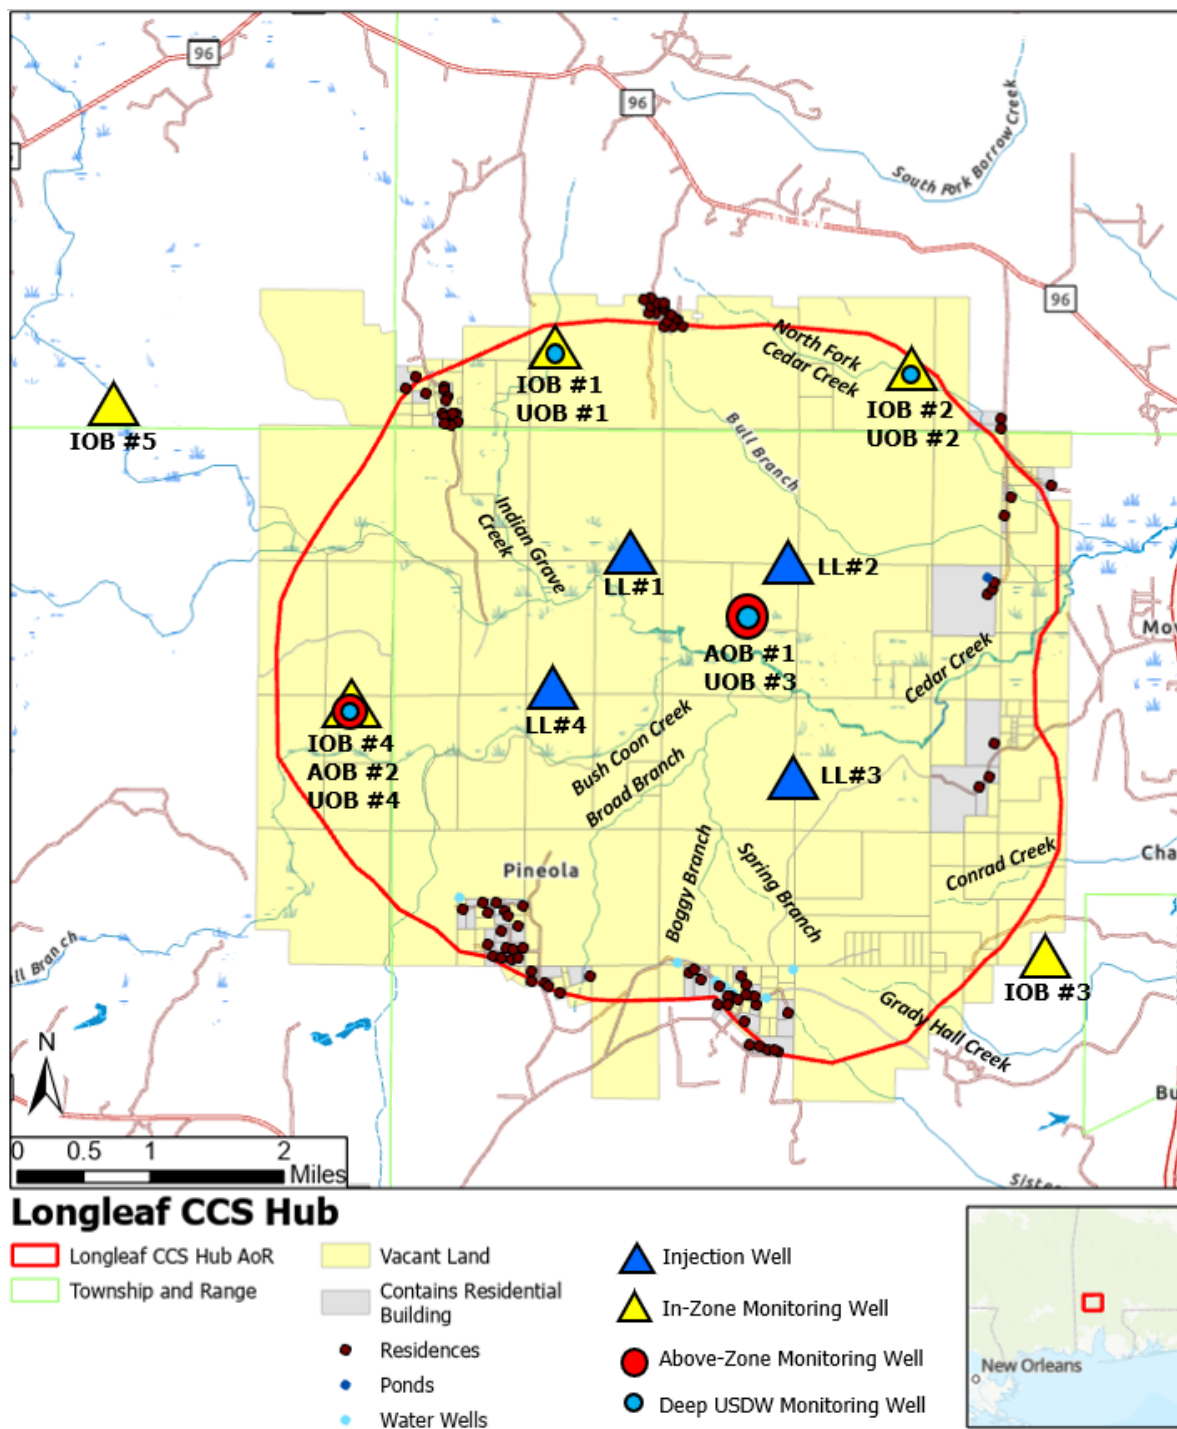 96
96
South Fork Borrow Creek
96
North Fork
Cedar Creek
IOB #1
UOB #1
IOB #2
UOB #2
IOB #5
Bull Branch
Indian Grave
Creek
LL#1
LL#2
AOB #1
UOB #3
Cedar Creek
LL#4
IOB #4
AOB #2
UOB #4
Bush Coon Creek
Broad Branch
LL#3
Pineola
Boggy Branch
Spring Branch
Conrad Creek
IOB #3
Grady Hall Creek
N
0 0.5 1 2
Miles
Longleaf CCS Hub
Longleaf CCS Hub AoR
Township and Range
Vacant Land
Contains Residential
Building
Residences
Ponds
Water Wells
Injection Well
In-Zone Monitoring Well
Above-Zone Monitoring Well
Deep USDW Monitoring Well
New Orleans